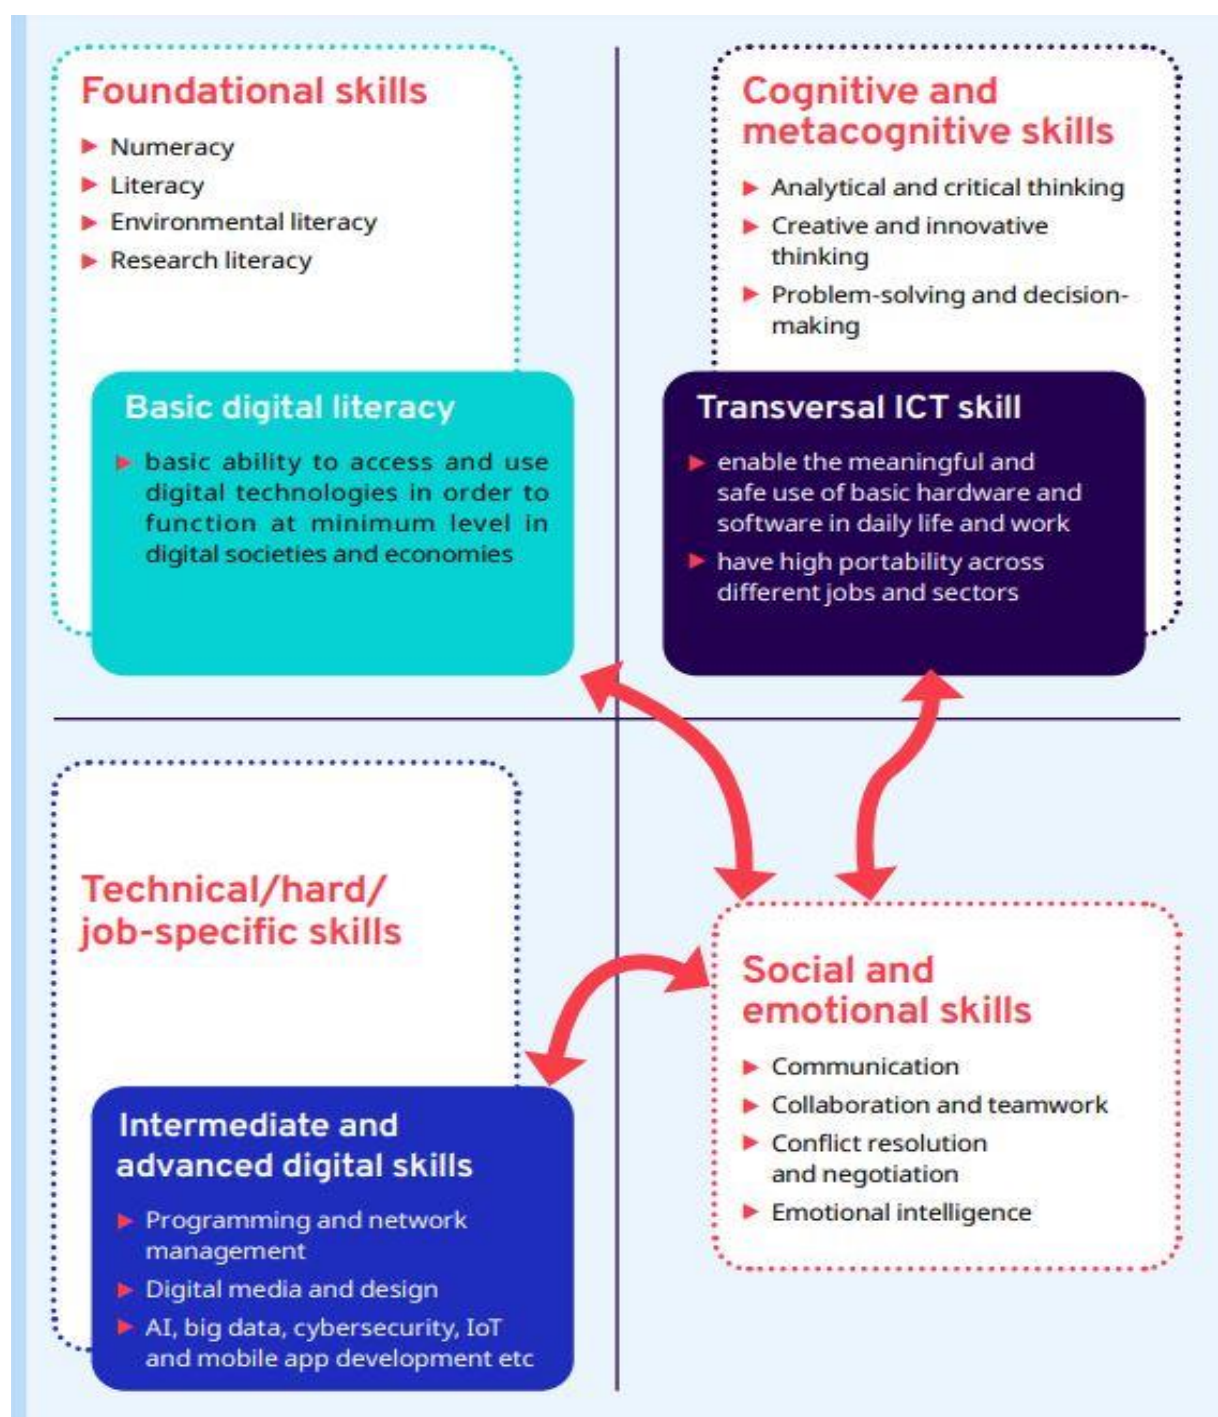 Foundational skills
Numeracy
Literacy
Environmental literacy
Research literacy
Basic digital literacy
basic ability to access and use
digital technologies in order to
function at minimum level in
digital societies and economies
Cognitive and
metacognitive skills
Analytical and critical thinking
Creative and innovative
thinking
Problem-solving and decision-
making
Transversal ICT skill
enable the meaningful and
safe use of basic hardware and
software in daily life and work
have high portability across
different jobs and sectors
Technical/hard/
job-specific skills
Intermediate and
advanced digital skills
Programming and network
management
Digital media and design
AI, big data, cybersecurity, IoT
and mobile app development etc
Social and
emotional skills
Communication
Collaboration and teamwork
Conflict resolution
and negotiation
Emotional intelligence